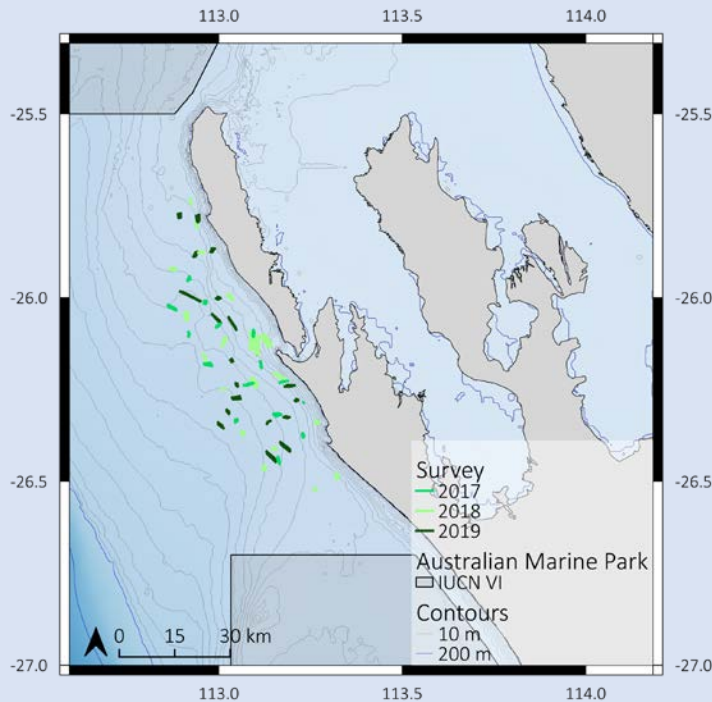 113.0 113.5 114.0
-25.5 -25.5
-26.0 -26.0
-26.5 -26.5
-27.0 -27.0
Survey
2017
2018
2019
Australian Marine Park
IUCN VI
Contours
10 m
200 m
0 15 30 km
113.0 113.5 114.0